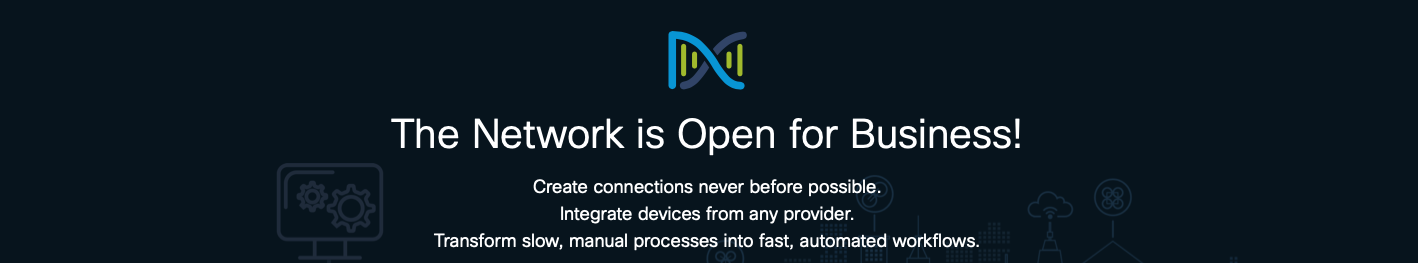 The Network is Open for Business!
Create connections never before possible.
Integrate devices from any provider.
Transform slow, manual processes into fast, automated workflows.